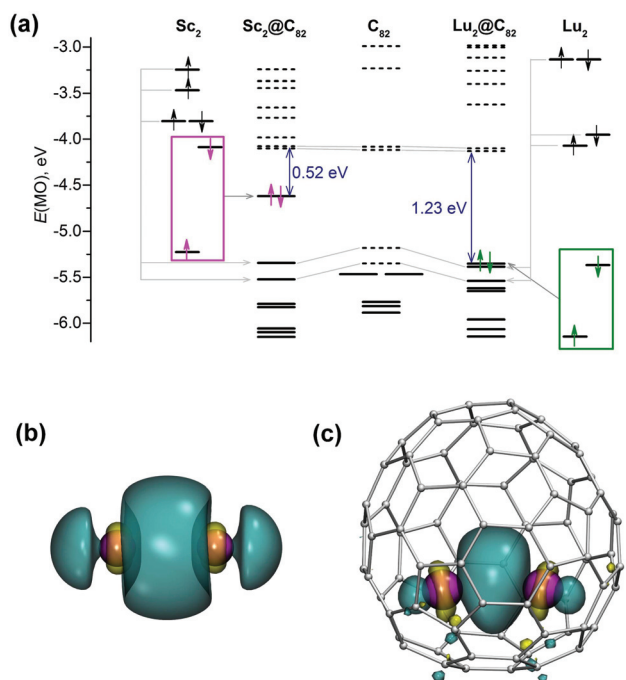 (a)
Sc2 Sc2@C82 C82 Lu2@C82 Lu2
-3.0
-3.5
-4.0
-4.5
-5.0
-5.5
-6.0
E(MO), eV
0.52 eV
1.23 eV
(b)
(c)